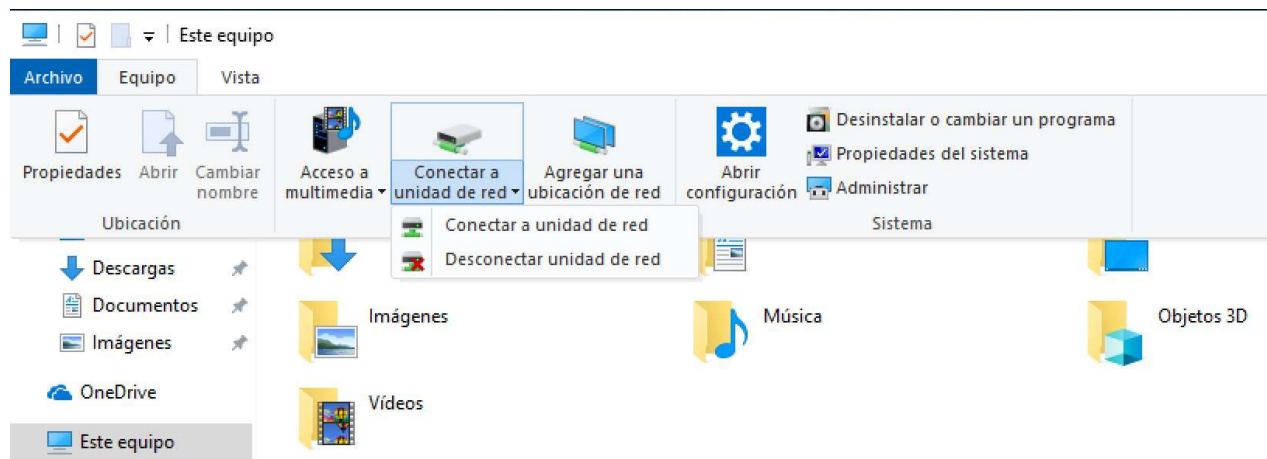 Este equipo
Archivo Equipo Vista
Propiedades Abrir Cambiar nombre
Acceso a multimedia
Conectar a unidad de red
Agregar una ubicación de red
Abrir configuración
Desinstalar o cambiar un programa
Propiedades del sistema
Administrar
Ubicación
Sistema
Conectar a unidad de red
Desconectar unidad de red
Descargas
Documentos
Imágenes
OneDrive
Este equipo
Imágenes
Música
Objetos 3D
Vídeos